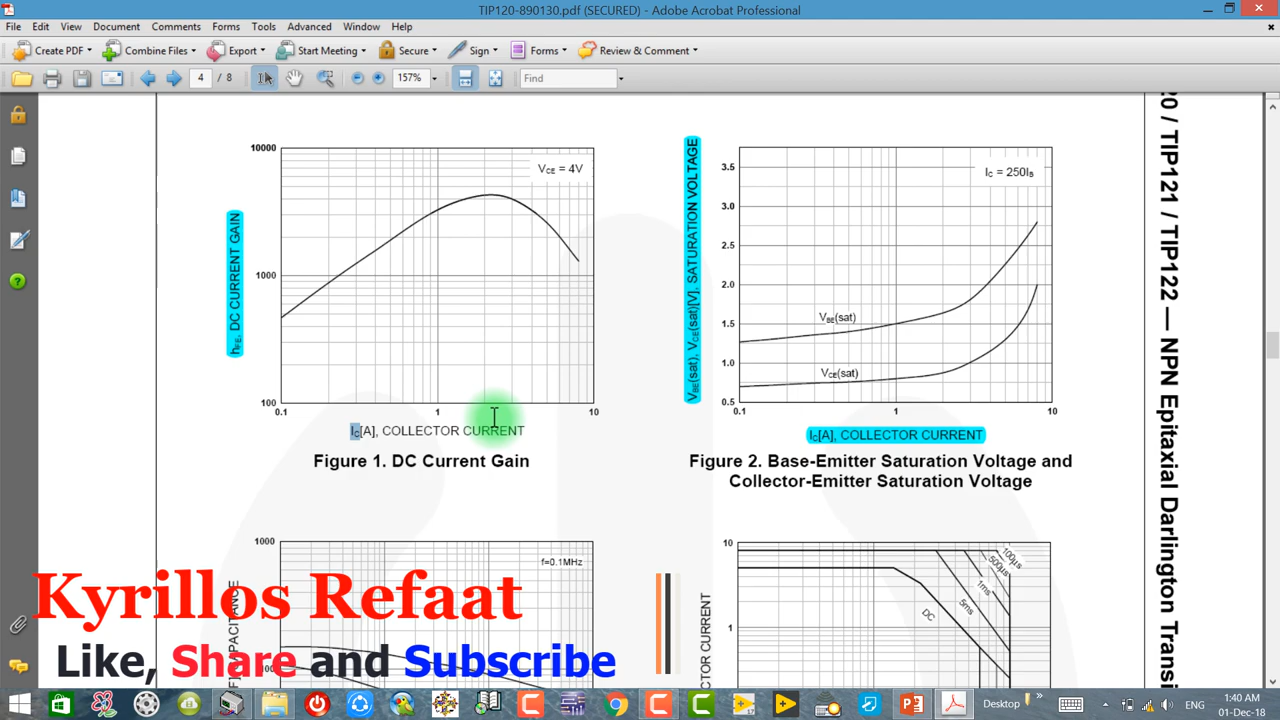 TIP120-890130.pdf (SECURED) - Adobe Acrobat Professional
File Edit View Document Comments Forms Tools Advanced Window Help
Create PDF Combine Files Export Start Meeting Secure Sign Forms Review & Comment
4 / 8 157% Find
10000
VCE = 4V
hFE, DC CURRENT GAIN
1000
100
0.1 1 10
IC[A], COLLECTOR CURRENT
Figure 1. DC Current Gain
VBE(sat), VCE(sat)[V], SATURATION VOLTAGE
3.5
IC = 250IB
3.0
2.5
2.0
1.5
1.0
0.5
VBE(sat)
VCE(sat)
0.1 1 10
IC[A], COLLECTOR CURRENT
Figure 2. Base-Emitter Saturation Voltage and
Collector-Emitter Saturation Voltage
20 / TIP121 / TIP122 — NPN Epitaxial Darlington Transi
1000
f=0.1MHz
10
100µs
500µs
1ms
5ms
DC
1
Kyrillos Refaat
Like, Share and Subscribe
Desktop
ENG
1:40 AM
01-Dec-18